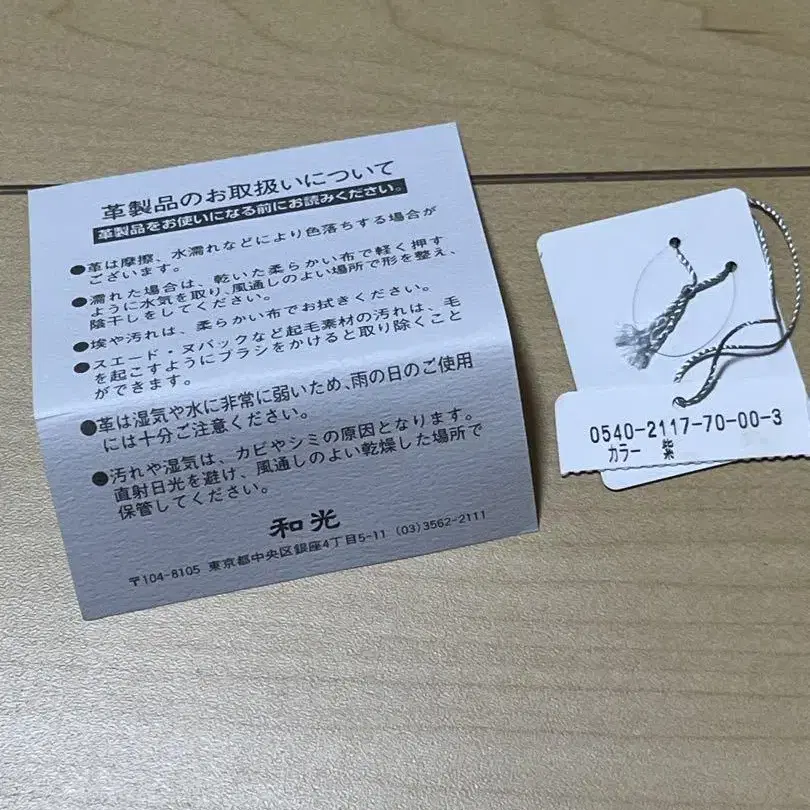 革製品のお取扱いについて
革製品をお使いになる前にお読みください。
●革は摩擦、水濡れなどにより色落ちする場合が
ございます。
●濡れた場合は、乾いた柔らかい布で軽く押す
ように水気を取り、風通しのよい場所で形を整え、
陰干しをしてください。
●埃や汚れは、柔らかい布でお拭きください。
●スエード・ヌバックなど起毛素材の汚れは、毛
を起こすようにブラシをかけると取り除くこと
ができます。
●革は湿気や水に非常に弱いため、雨の日のご使用
には十分ご注意ください。
●汚れや湿気は、カビやシミの原因となります。
直射日光を避け、風通しのよい乾燥した場所で
保管してください。
和光
〒104-8105 東京都中央区銀座4丁目5-11 (03)3562-2111
0540-2117-70-00-3
カラー